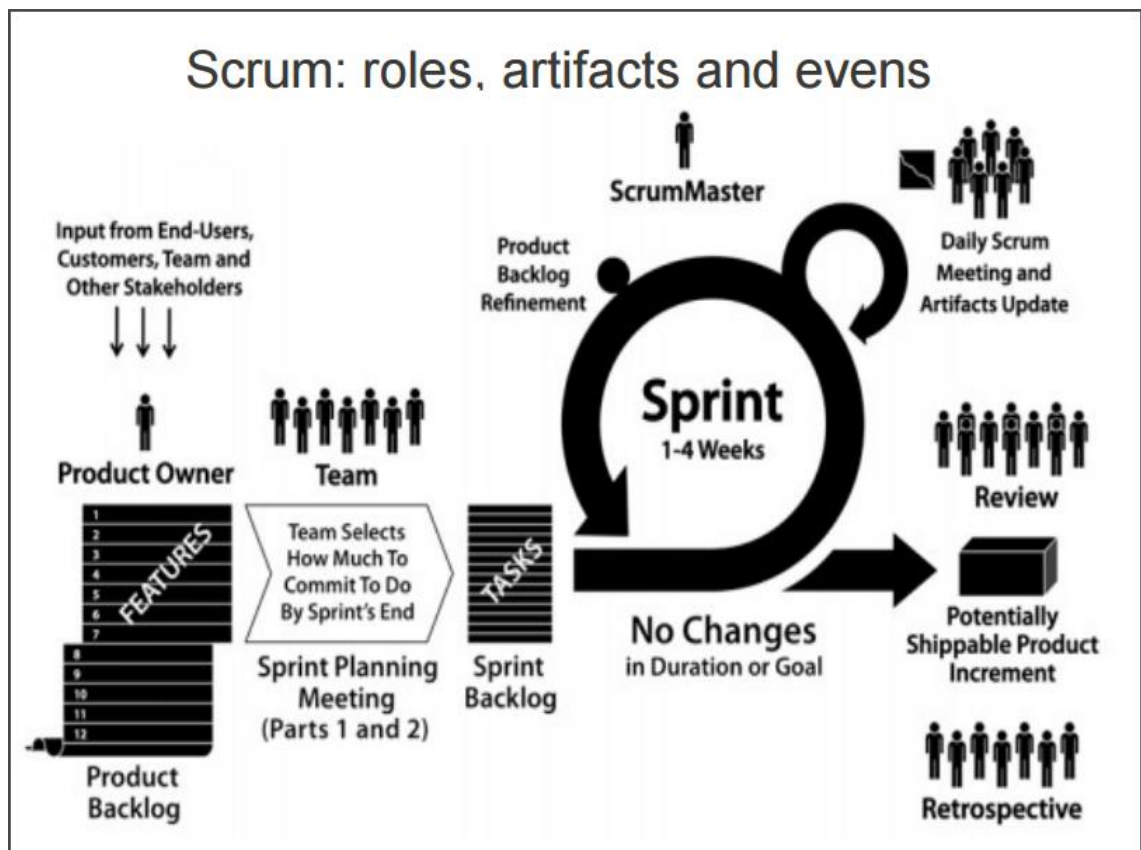 Scrum: roles, artifacts and evens
ScrumMaster
Input from End-Users,
Customers, Team and
Other Stakeholders
Product
Backlog
Refinement
Daily Scrum
Meeting and
Artifacts Update
Product Owner
Team
Sprint
1-4 Weeks
Review
1
2
3
4
5
6
7
FEATURES
8
9
10
11
12
Product
Backlog
Team Selects
How Much To
Commit To Do
By Sprint's End
Sprint Planning
Meeting
(Parts 1 and 2)
TASKS
Sprint
Backlog
No Changes
in Duration or Goal
Potentially
Shippable Product
Increment
Retrospective